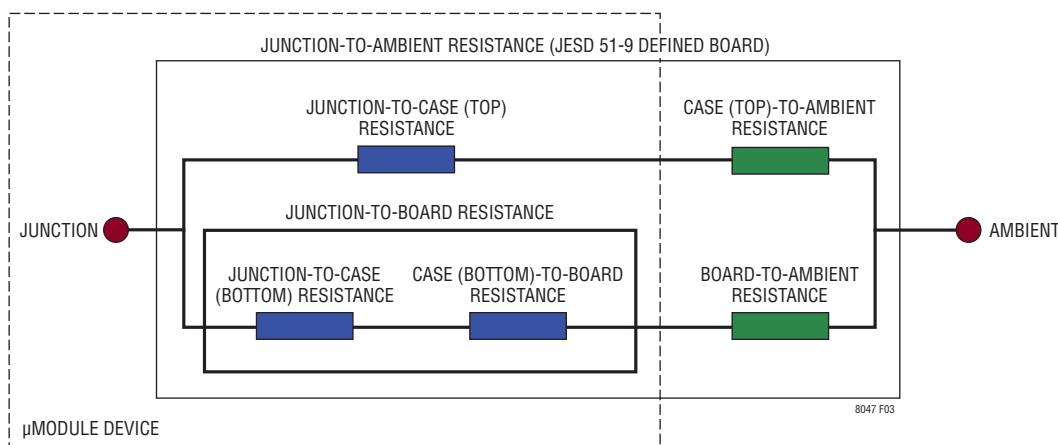 JUNCTION-TO-AMBIENT RESISTANCE (JESD 51-9 DEFINED BOARD)
JUNCTION-TO-CASE (TOP)
RESISTANCE
CASE (TOP)-TO-AMBIENT
RESISTANCE
JUNCTION-TO-BOARD RESISTANCE
JUNCTION
AMBIENT
JUNCTION-TO-CASE
(BOTTOM) RESISTANCE
CASE (BOTTOM)-TO-BOARD
RESISTANCE
BOARD-TO-AMBIENT
RESISTANCE
8047 F03
µMODULE DEVICE